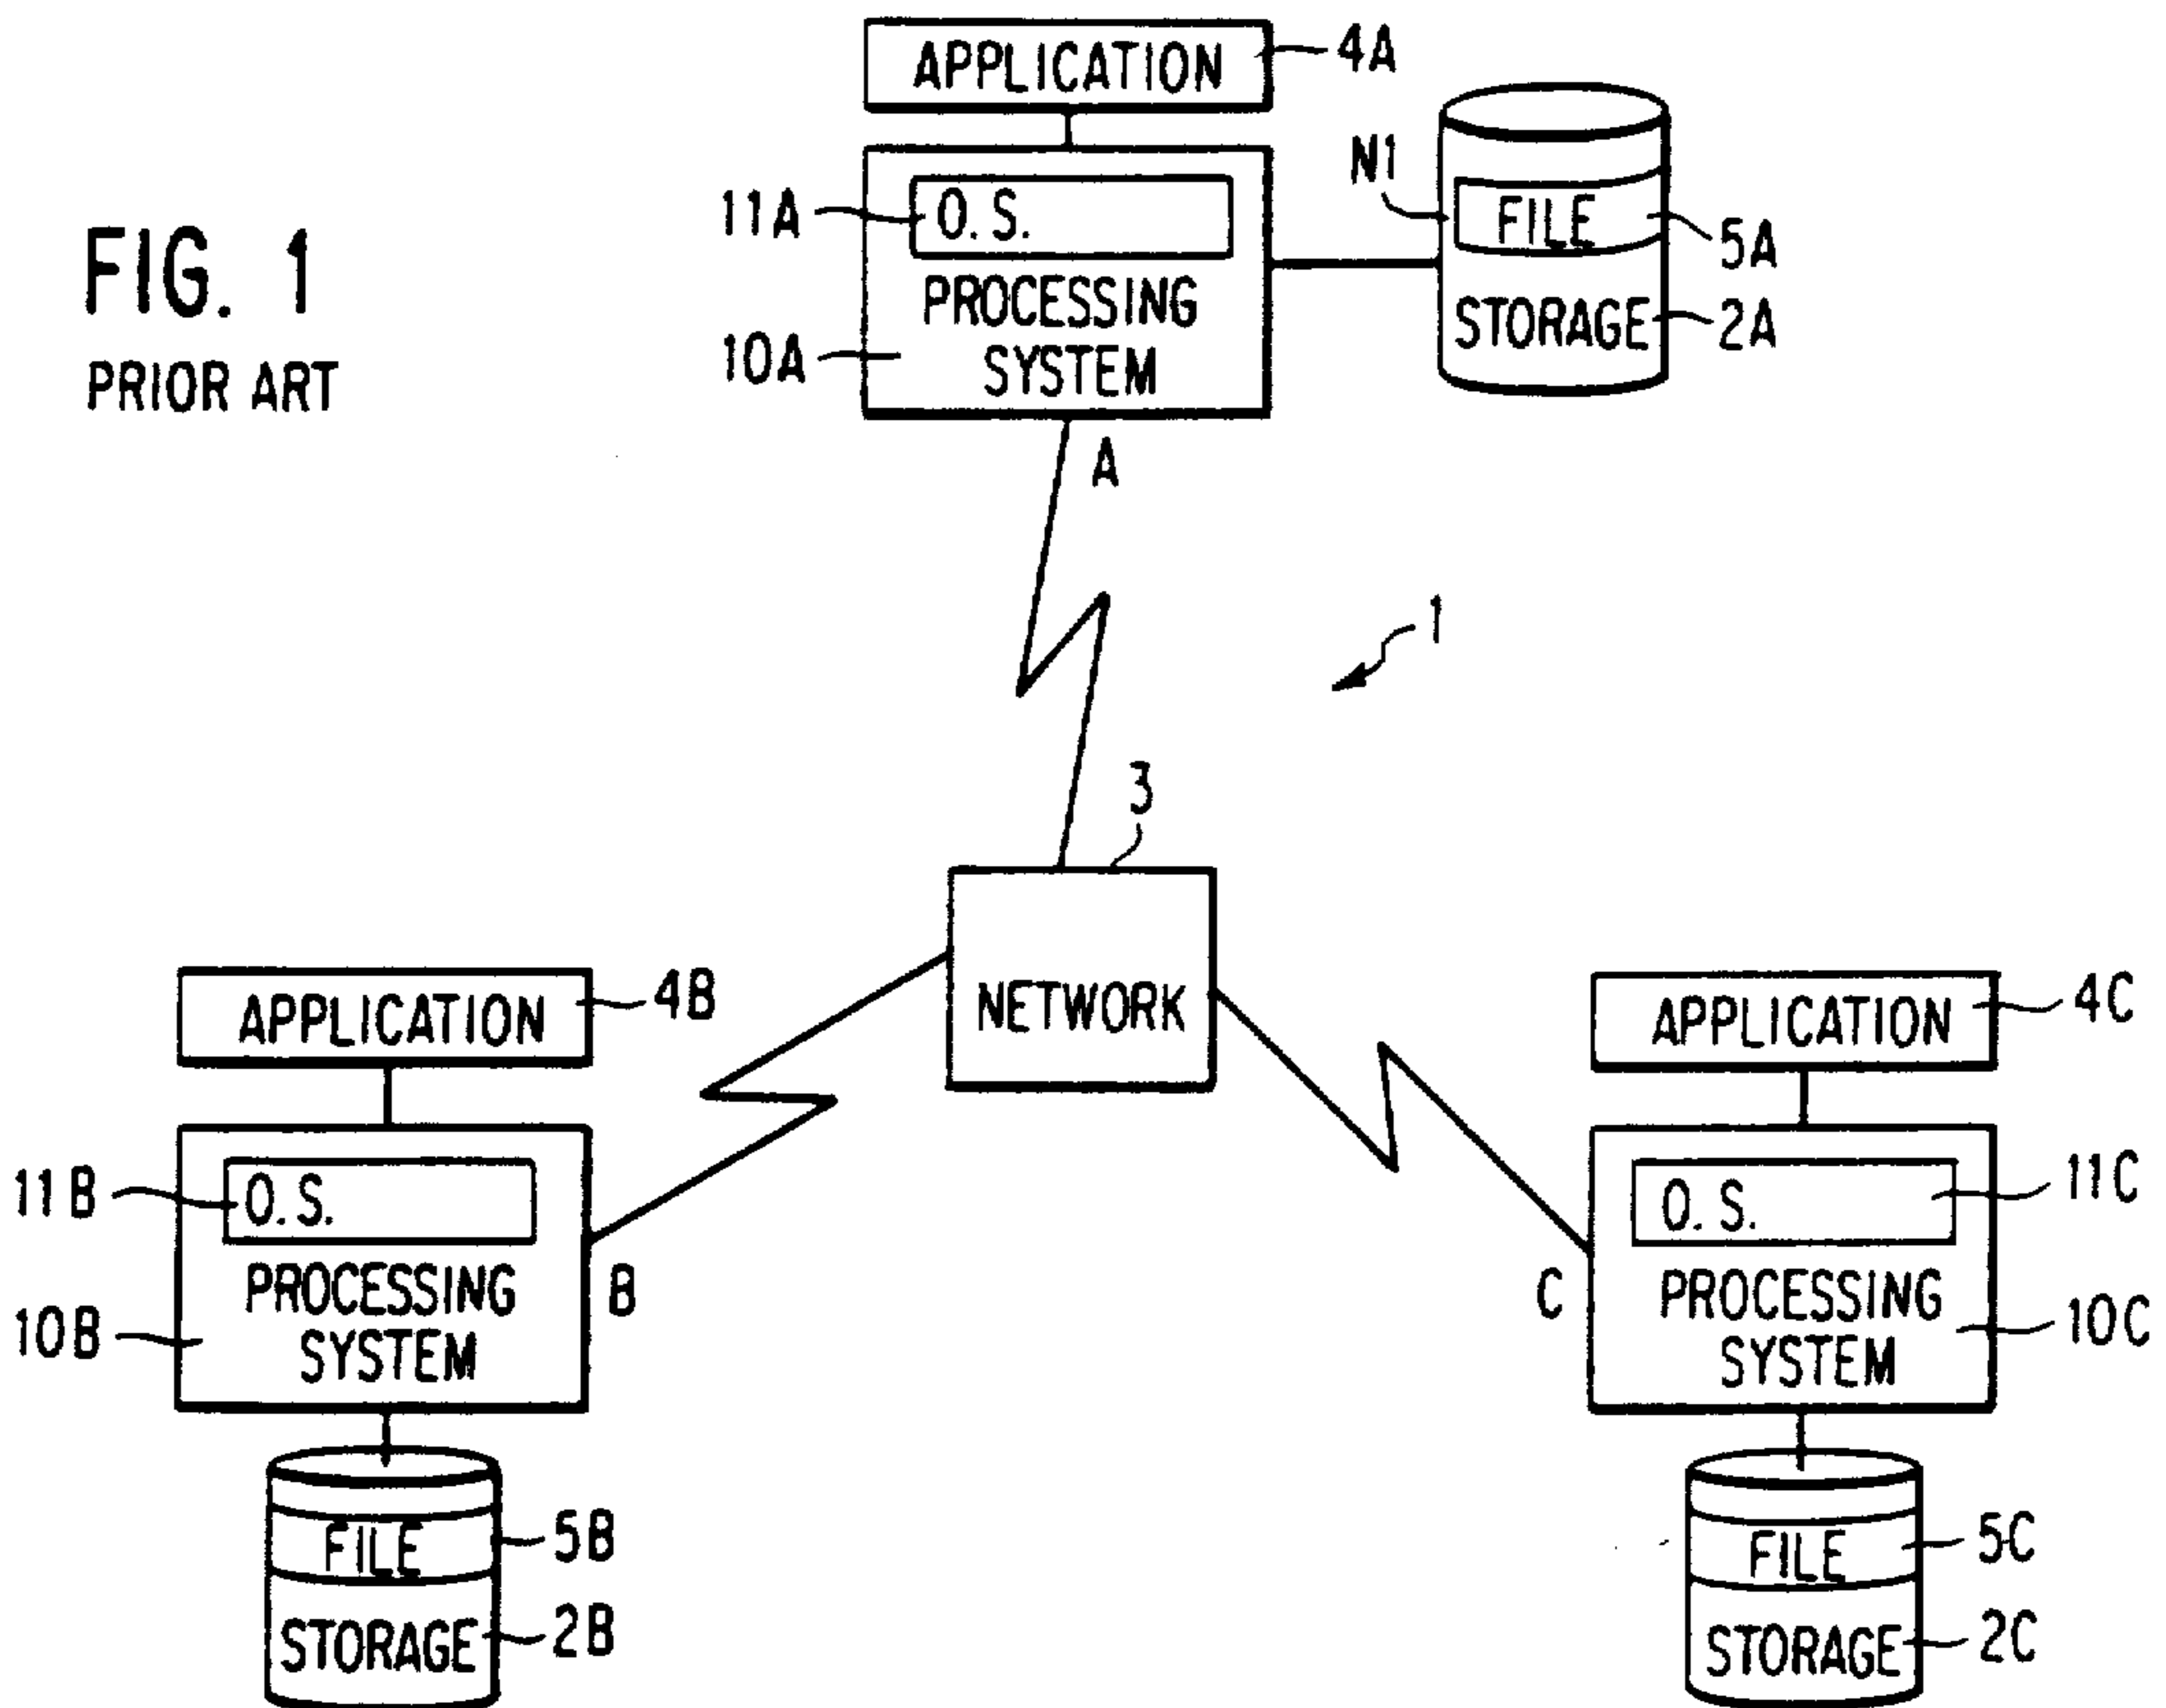 FIG. 1
PRIOR ART
APPLICATION
4A
11A
O.S.
PROCESSING
SYSTEM
10A
A
N1
FILE
5A
STORAGE
2A
1
3
NETWORK
APPLICATION
4B
11B
O.S.
PROCESSING
SYSTEM
10B
B
FILE
5B
STORAGE
2B
APPLICATION
4C
O.S.
11C
C
PROCESSING
SYSTEM
10C
FILE
5C
STORAGE
2C